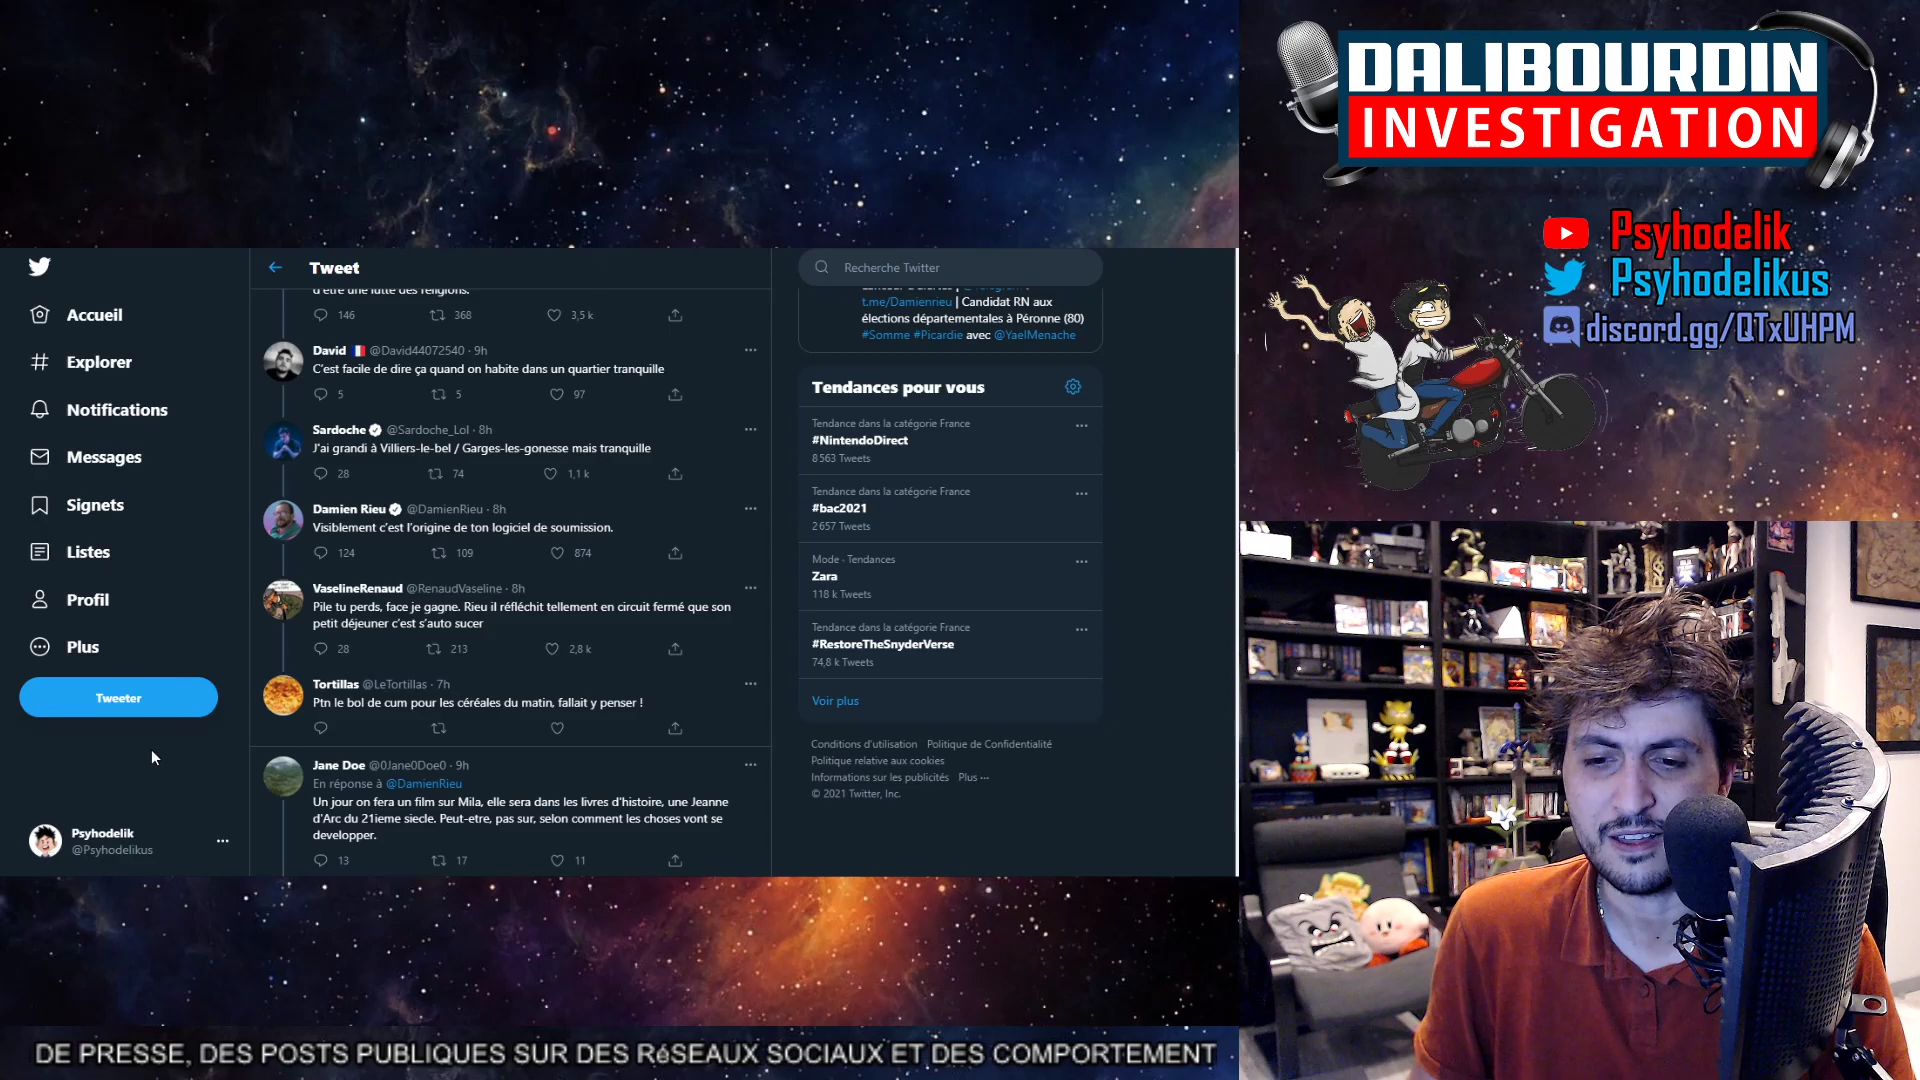 Tweet
Accueil
Explorer
Notifications
Messages
Signets
Listes
Profil
Plus
Tweeter
Psyhodelik
@Psyhodelikus
d'être une lutte des religions.
146 368 3,5 k
David @David44072540 · 9h
C'est facile de dire ça quand on habite dans un quartier tranquille
5 5 97
Sardoche @Sardoche_Lol · 8h
J'ai grandi à Villiers-le-bel / Garges-les-gonesse mais tranquille
28 74 1,1 k
Damien Rieu @DamienRieu · 8h
Visiblement c'est l'origine de ton logiciel de soumission.
124 109 874
VaselineRenaud @RenaudVaseline · 8h
Pile tu perds, face je gagne. Rieu il réfléchit tellement en circuit fermé que son
petit déjeuner c'est s'auto sucer
28 213 2,8 k
Tortillas @LeTortillas · 7h
Ptn le bol de cum pour les céréales du matin, fallait y penser !
Jane Doe @0Jane0Doe0 · 9h
En réponse à @DamienRieu
Un jour on fera un film sur Mila, elle sera dans les livres d'histoire, une Jeanne
d'Arc du 21ieme siecle. Peut-etre, pas sur, selon comment les choses vont se
developper.
13 17 11
Recherche Twitter
t.me/Damienrieu | Candidat RN aux
élections départementales à Péronne (80)
#Somme #Picardie avec @YaelMenache
Tendances pour vous
Tendance dans la catégorie France
#NintendoDirect
8 563 Tweets
Tendance dans la catégorie France
#bac2021
2 657 Tweets
Mode · Tendances
Zara
118 k Tweets
Tendance dans la catégorie France
#RestoreTheSnyderVerse
74,8 k Tweets
Voir plus
Conditions d'utilisation Politique de Confidentialité
Politique relative aux cookies
Informations sur les publicités Plus ···
© 2021 Twitter, Inc.
DALIBOURDIN
INVESTIGATION
Psyhodelik
Psyhodelikus
discord.gg/QTxUHPM
DE PRESSE, DES POSTS PUBLIQUES SUR DES RéSEAUX SOCIAUX ET DES COMPORTEMENT